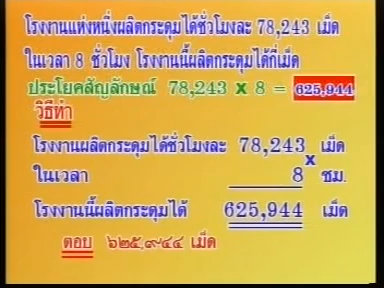 โรงงานแห่งหนึ่งผลิตกระดุมได้ชั่วโมงละ 78,243 เม็ด
ในเวลา 8 ชั่วโมง โรงงานนี้ผลิตกระดุมได้กี่เม็ด
ประโยคสัญลักษณ์ 78,243 x 8 = 625,944
วิธีทำ
โรงงานผลิตกระดุมได้ชั่วโมงละ 78,243 เม็ด
x
ในเวลา 8 ชม.
โรงงานนี้ผลิตกระดุมได้ 625,944 เม็ด
ตอบ ๖๒๕,๙๔๔ เม็ด